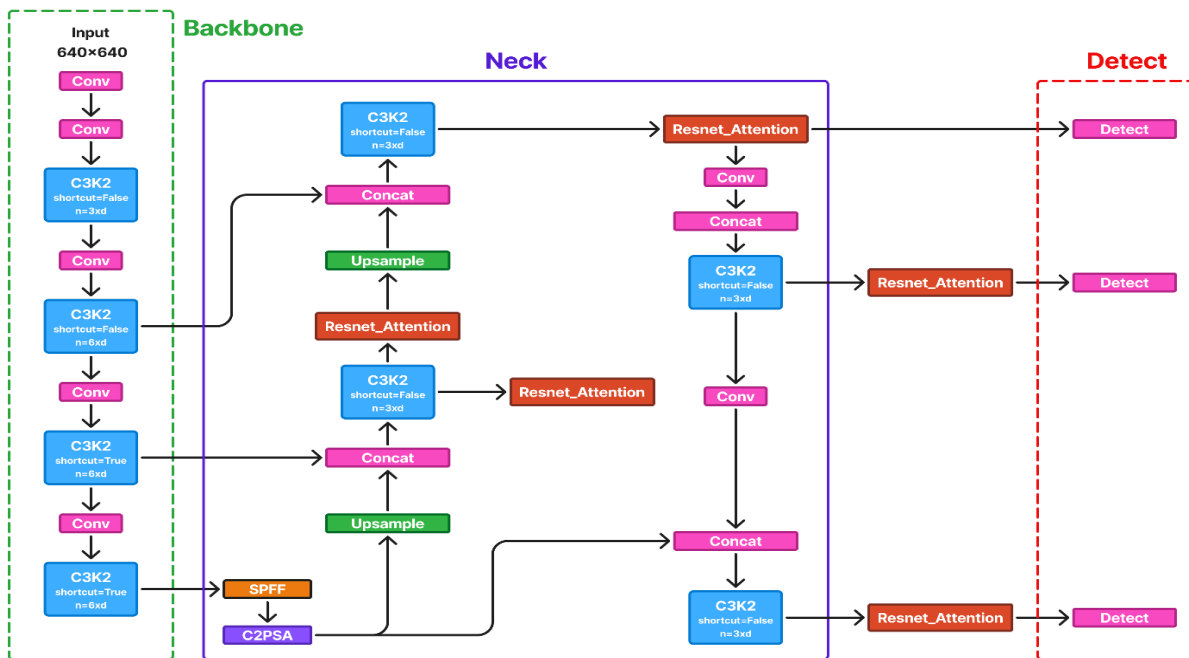 Backbone
Input
640×640
Conv
Conv
C3K2
shortcut=False
n=3xd
Conv
C3K2
shortcut=False
n=6xd
Conv
C3K2
shortcut=True
n=6xd
Conv
C3K2
shortcut=True
n=6xd
Neck
C3K2
shortcut=False
n=3xd
Concat
Upsample
Resnet_Attention
C3K2
shortcut=False
n=3xd
Resnet_Attention
Concat
Upsample
SPFF
C2PSA
Resnet_Attention
Conv
Concat
C3K2
shortcut=False
n=3xd
Resnet_Attention
Conv
Concat
C3K2
shortcut=False
n=3xd
Resnet_Attention
Detect
Detect
Detect
Detect